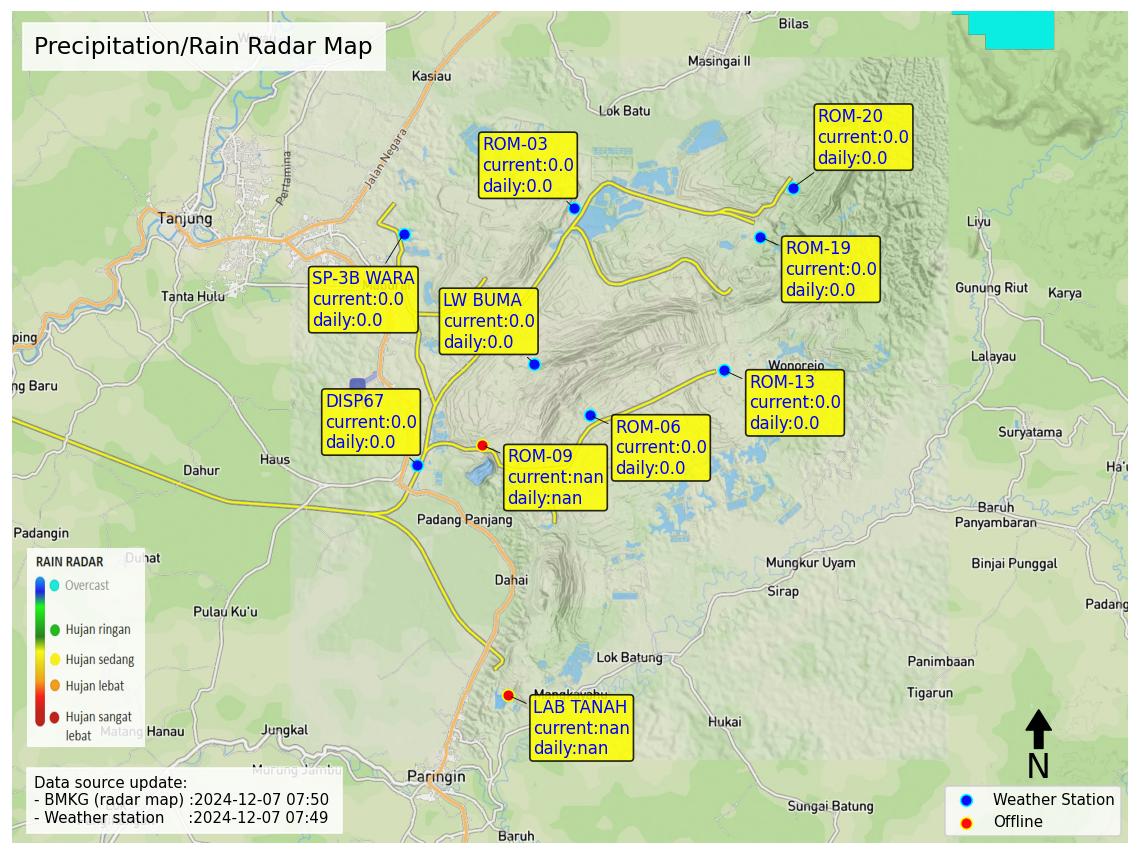 Precipitation/Rain Radar Map
Bilas
Masingai II
Kasiau
Lok Batu
Jalan Negara
Pertamina
Tanjung
Tanta Hulu
ping
ng Baru
ROM-03
current:0.0
daily:0.0
ROM-20
current:0.0
daily:0.0
ROM-19
current:0.0
daily:0.0
SP-3B WARA
current:0.0
daily:0.0
LW BUMA
current:0.0
daily:0.0
Liyu
Gunung Riut
Karya
Lalayau
Wonorejo
ROM-13
current:0.0
daily:0.0
DISP67
current:0.0
daily:0.0
ROM-06
current:0.0
daily:0.0
ROM-09
current:nan
daily:nan
Suryatama
Ha'u
Haus
Dahur
Padangin
Duhat
Padang Panjang
Baruh
Panyambaran
Mungkur Uyam
Binjai Punggal
Dahai
Sirap
Padang
Pulau Ku'u
RAIN RADAR
Overcast
Hujan ringan
Hujan sedang
Hujan lebat
Hujan sangat
lebat
Matang Hanau
Jungkal
Murung Jambu
Lok Batung
Panimbaan
Tigarun
Mangkayahu
LAB TANAH
current:nan
daily:nan
Hukai
Paringin
Sungai Batung
Baruh
N
Data source update:
- BMKG (radar map) :2024-12-07 07:50
- Weather station :2024-12-07 07:49
Weather Station
Offline